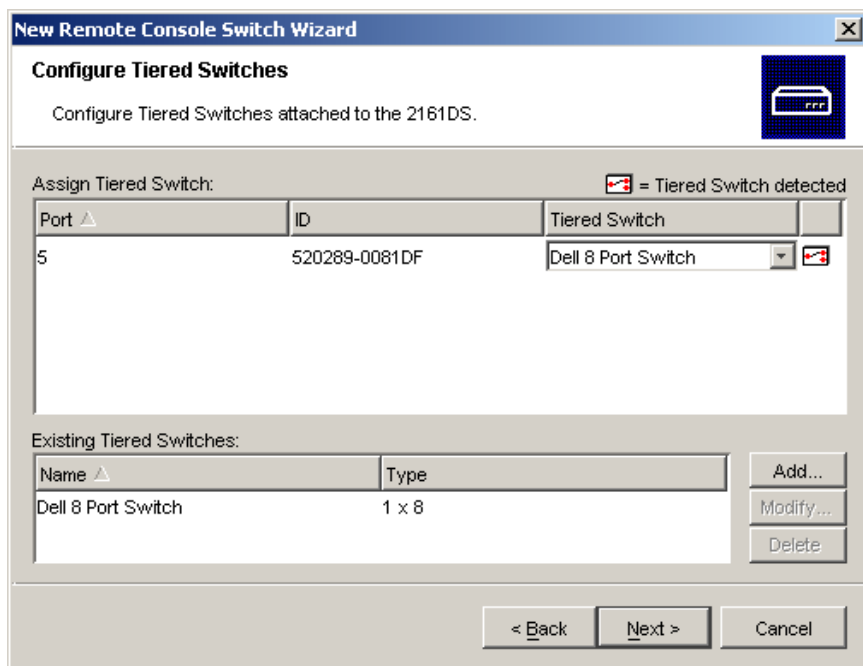 New Remote Console Switch Wizard
Configure Tiered Switches
Configure Tiered Switches attached to the 2161DS.
Assign Tiered Switch:
= Tiered Switch detected
Port
ID
Tiered Switch
5
520289-0081DF
Dell 8 Port Switch
Existing Tiered Switches:
Name
Type
Dell 8 Port Switch
1 x 8
Add...
Modify...
Delete
< Back
Next >
Cancel